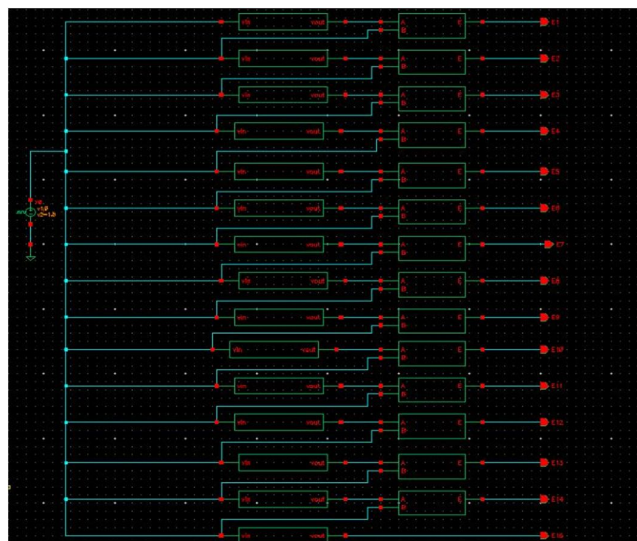 vin vout A E E1
B
vin vout A E E2
B
vin vout A E E3
B
vin vout A E E4
B
vin vout A E E5
B
vin vout A E E6
B
vin vout A E E7
B
vin vout A E E8
B
vin vout A E E9
B
vin vout A E E10
B
vin vout A E E11
B
vin vout A E E12
B
vin vout A E E13
B
vin vout A E E14
B
vin vout